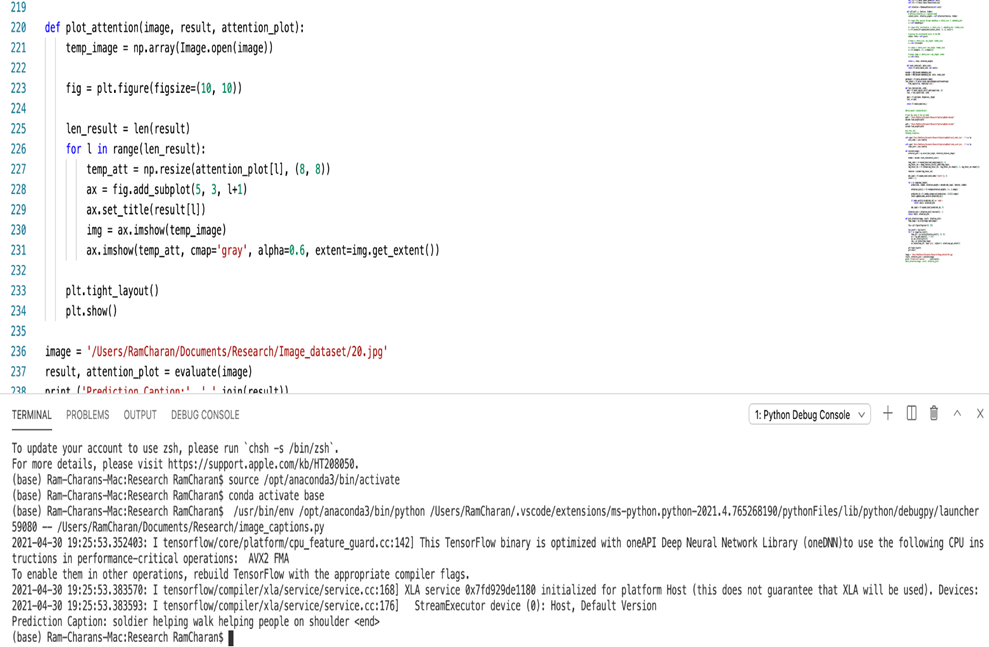 219
220 def plot_attention(image, result, attention_plot):
221 temp_image = np.array(Image.open(image))
222
223 fig = plt.figure(figsize=(10, 10))
224
225 len_result = len(result)
226 for l in range(len_result):
227 temp_att = np.resize(attention_plot[l], (8, 8))
228 ax = fig.add_subplot(5, 3, l+1)
229 ax.set_title(result[l])
230 img = ax.imshow(temp_image)
231 ax.imshow(temp_att, cmap='gray', alpha=0.6, extent=img.get_extent())
232
233 plt.tight_layout()
234 plt.show()
235
236 image = '/Users/RamCharan/Documents/Research/Image_dataset/20.jpg'
237 result, attention_plot = evaluate(image)
238 print ('Prediction Caption:', ' '.join(result))
TERMINAL PROBLEMS OUTPUT DEBUG CONSOLE 1: Python Debug Console
To update your account to use zsh, please run `chsh -s /bin/zsh`.
For more details, please visit https://support.apple.com/kb/HT208050.
(base) Ram-Charans-Mac:Research RamCharan$ source /opt/anaconda3/bin/activate
(base) Ram-Charans-Mac:Research RamCharan$ conda activate base
(base) Ram-Charans-Mac:Research RamCharan$ /usr/bin/env /opt/anaconda3/bin/python /Users/RamCharan/.vscode/extensions/ms-python.python-2021.4.765268190/pythonFiles/lib/python/debugpy/launcher
59080 -- /Users/RamCharan/Documents/Research/image_captions.py
2021-04-30 19:25:53.352403: I tensorflow/core/platform/cpu_feature_guard.cc:142] This TensorFlow binary is optimized with oneAPI Deep Neural Network Library (oneDNN)to use the following CPU ins
tructions in performance-critical operations: AVX2 FMA
To enable them in other operations, rebuild TensorFlow with the appropriate compiler flags.
2021-04-30 19:25:53.383570: I tensorflow/compiler/xla/service/service.cc:168] XLA service 0x7fd929de1180 initialized for platform Host (this does not guarantee that XLA will be used). Devices:
2021-04-30 19:25:53.383593: I tensorflow/compiler/xla/service/service.cc:176] StreamExecutor device (0): Host, Default Version
Prediction Caption: soldier helping walk helping people on shoulder <end>
(base) Ram-Charans-Mac:Research RamCharan$